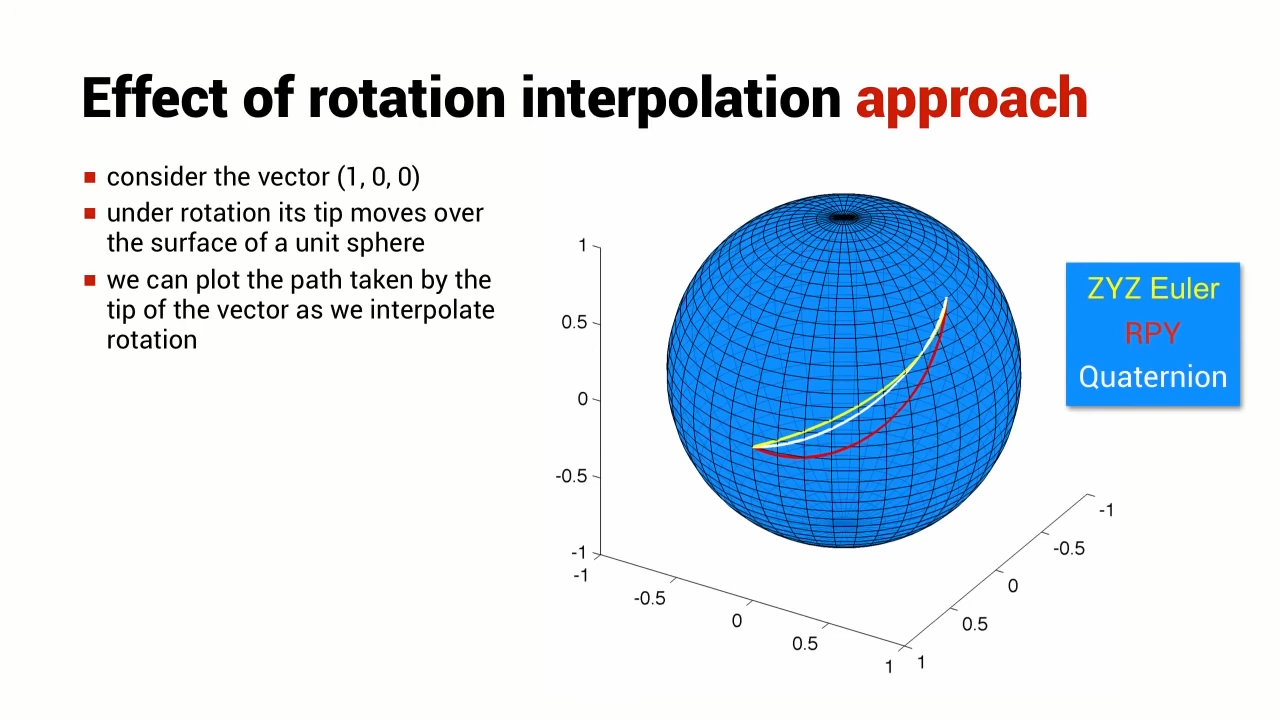 Effect of rotation interpolation approach
■ consider the vector (1, 0, 0)
■ under rotation its tip moves over
the surface of a unit sphere
■ we can plot the path taken by the
tip of the vector as we interpolate
rotation
1
0.5
0
-0.5
-1
-1
-0.5
0
0.5
1
1
0.5
0
-0.5
-1
ZYZ Euler
RPY
Quaternion